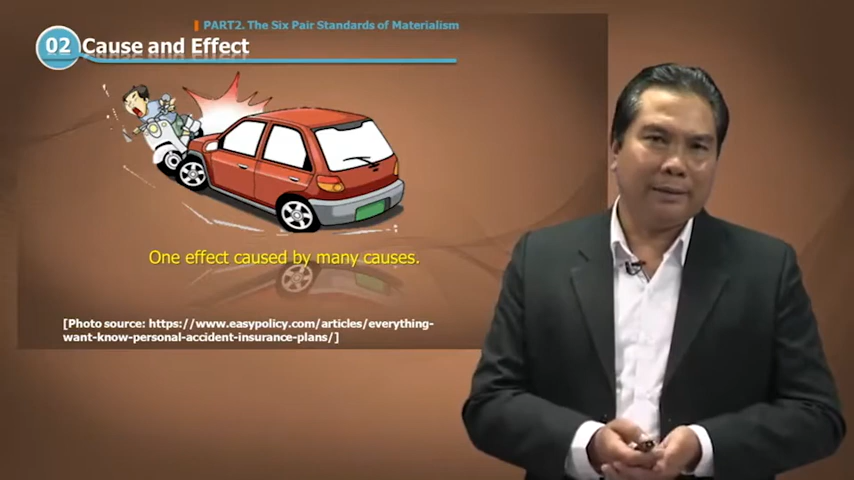 PART2. The Six Pair Standards of Materialism
02 Cause and Effect
One effect caused by many causes.
[Photo source: https://www.easypolicy.com/articles/everything-
want-know-personal-accident-insurance-plans/]